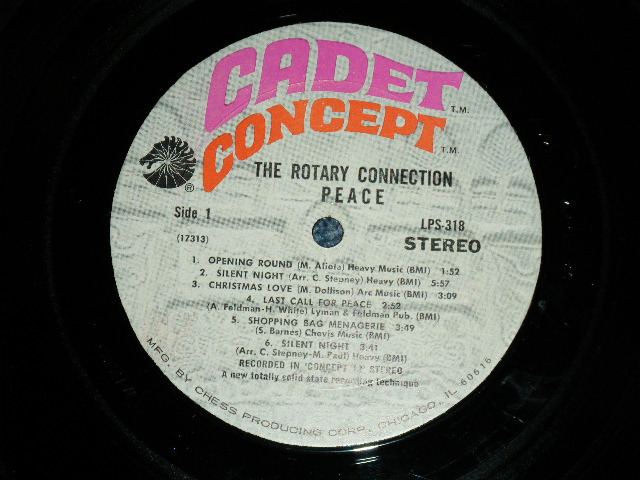 CADET T.M.
CONCEPT T.M.
®
THE ROTARY CONNECTION
PEACE
Side 1
LPS-318
(17313)
STEREO
1. OPENING ROUND (M. Aliota) Heavy Music (BMI) 1:52
2. SILENT NIGHT (Arr. C. Stepney) Heavy (BMI) 5:57
3. CHRISTMAS LOVE (M. Dollison) Arc Music (BMI) 3:09
4. LAST CALL FOR PEACE 2:52
(A. Feldman-H. White) Lyman & Feldman Pub. (BMI)
5. SHOPPING BAG MENAGERIE 3:49
(S. Barnes) Chevis Music (BMI)
6. SILENT NIGHT 3:41
(Arr. C. Stepney-M. Paul) Heavy (BMI)
RECORDED IN 'CONCEPT 12' STEREO
A new totally solid state recording technique
MFG. BY CHESS PRODUCING CORP., CHICAGO, IL 60616